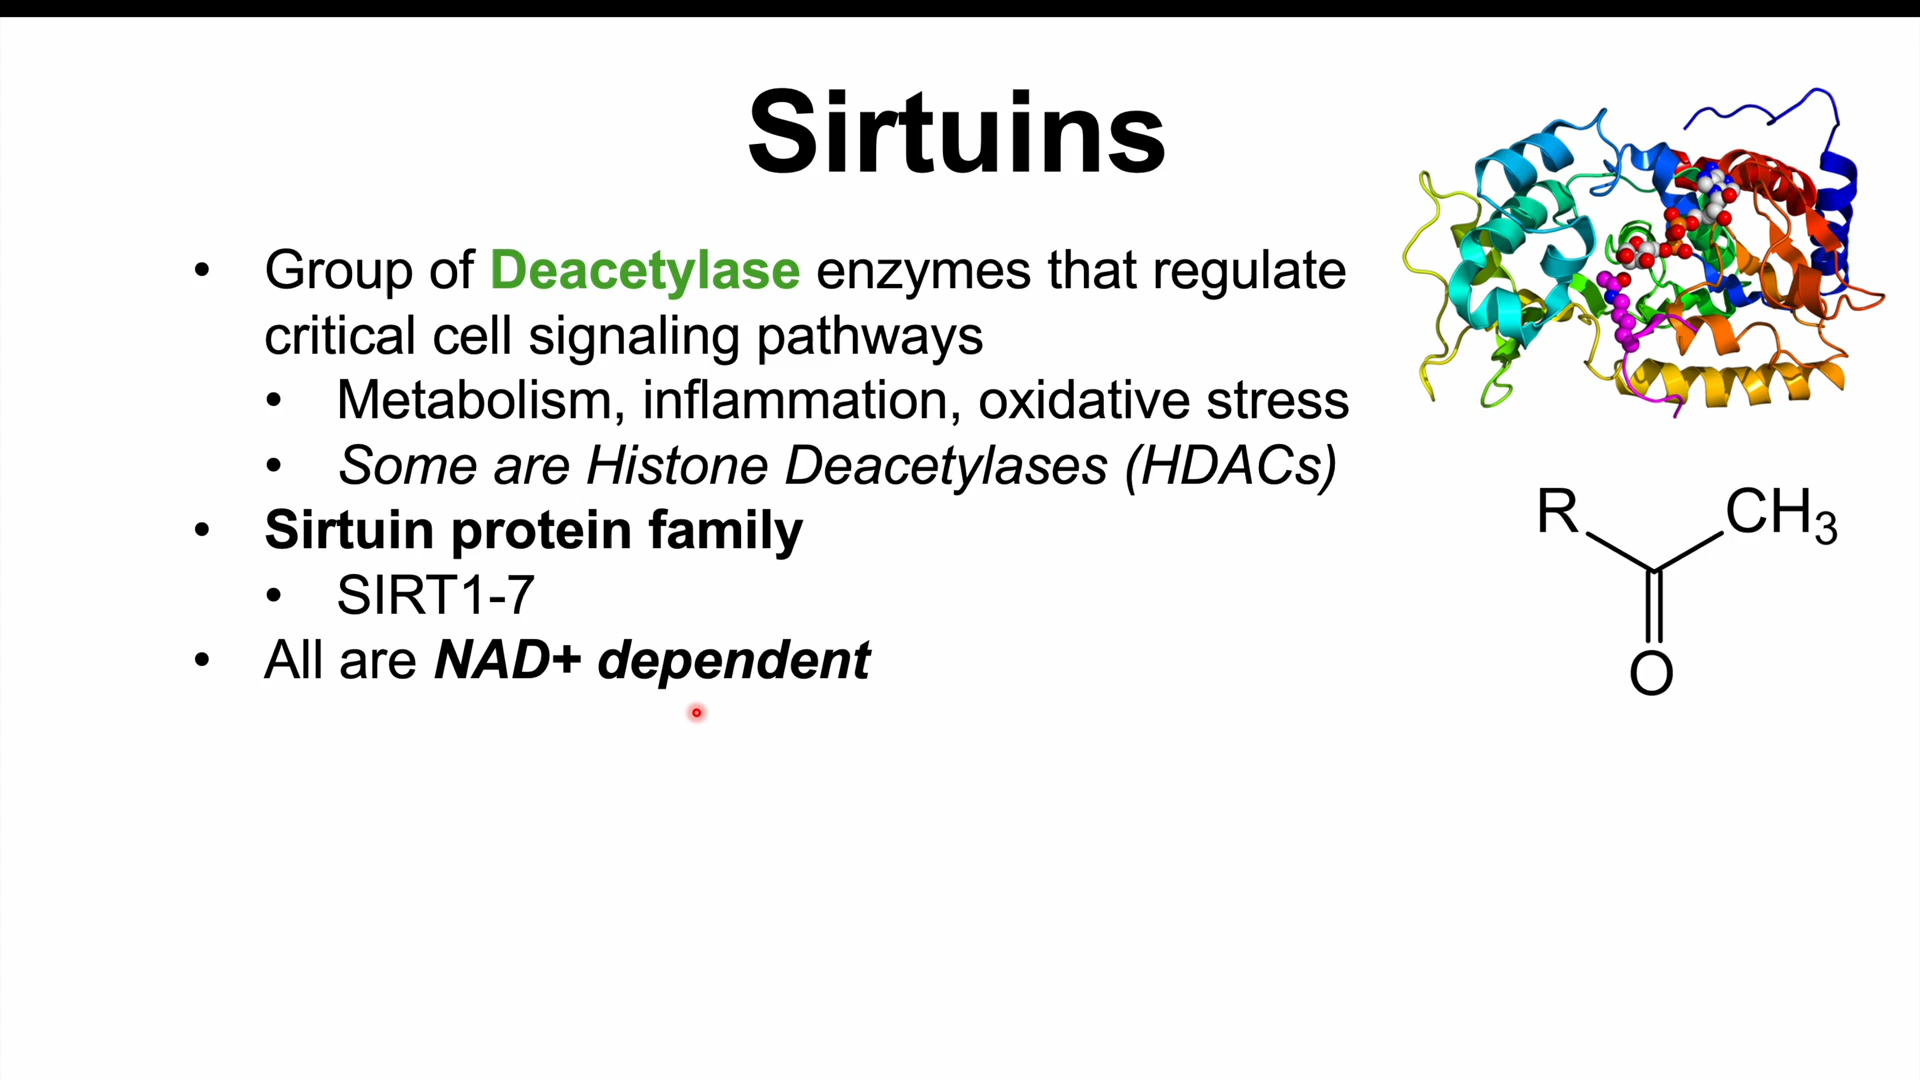 Sirtuins
• Group of Deacetylase enzymes that regulate
critical cell signaling pathways
• Metabolism, inflammation, oxidative stress
• Some are Histone Deacetylases (HDACs)
• Sirtuin protein family
• SIRT1-7
• All are NAD+ dependent
R CH₃
O